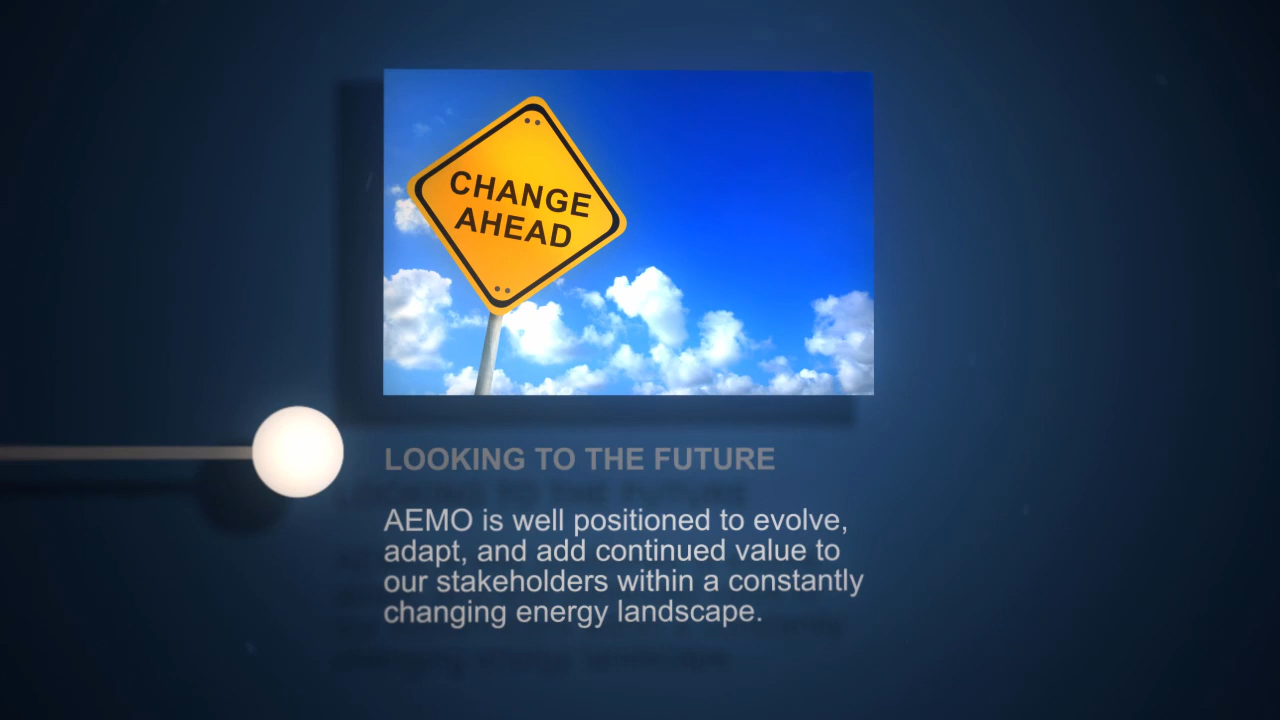 CHANGE
AHEAD
LOOKING TO THE FUTURE
AEMO is well positioned to evolve,
adapt, and add continued value to
our stakeholders within a constantly
changing energy landscape.